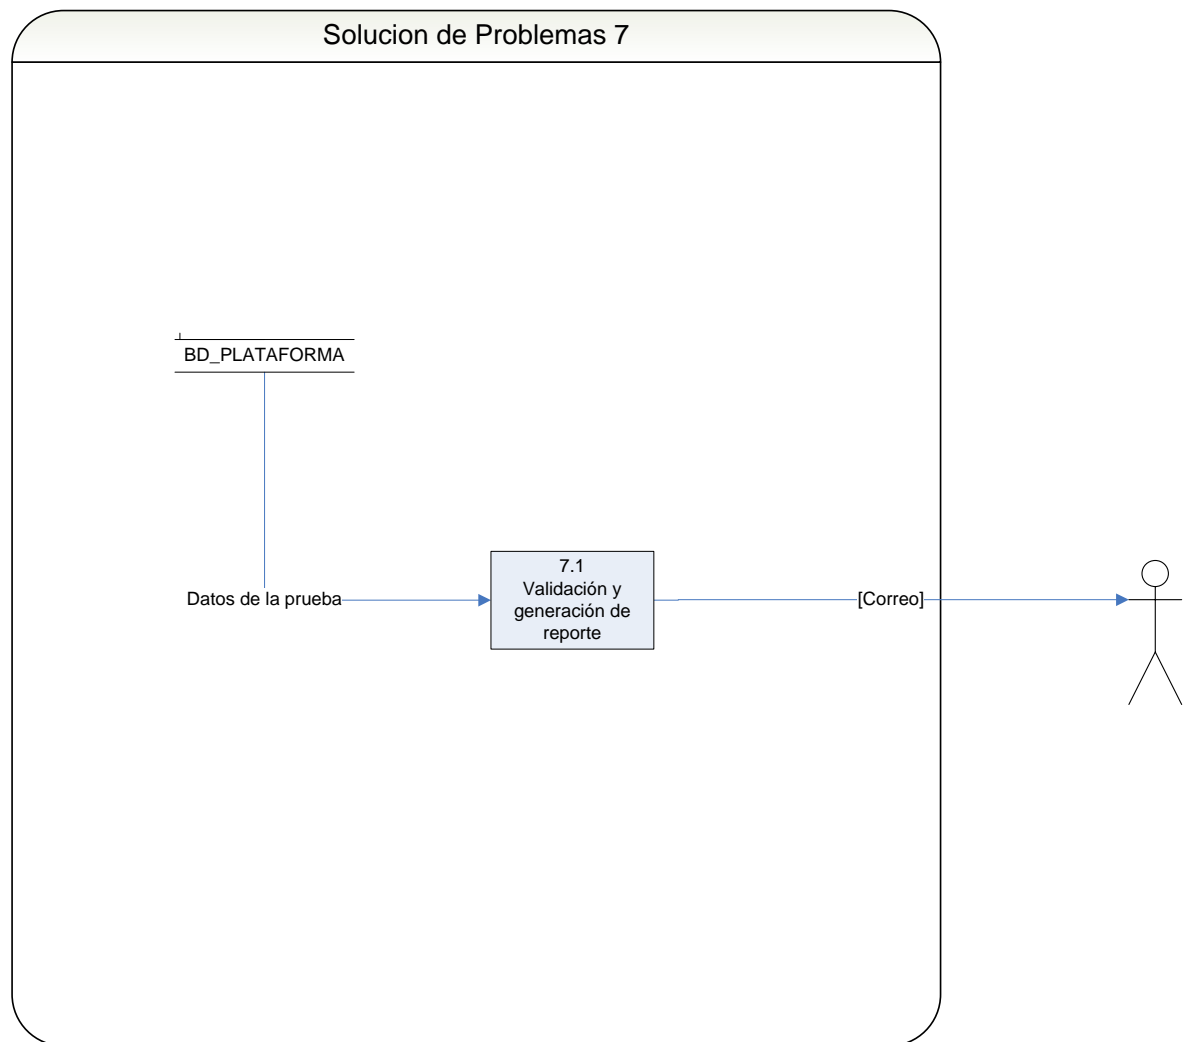 Solucion de Problemas 7
BD_PLATAFORMA
Datos de la prueba
7.1
Validación y
generación de
reporte
[Correo]